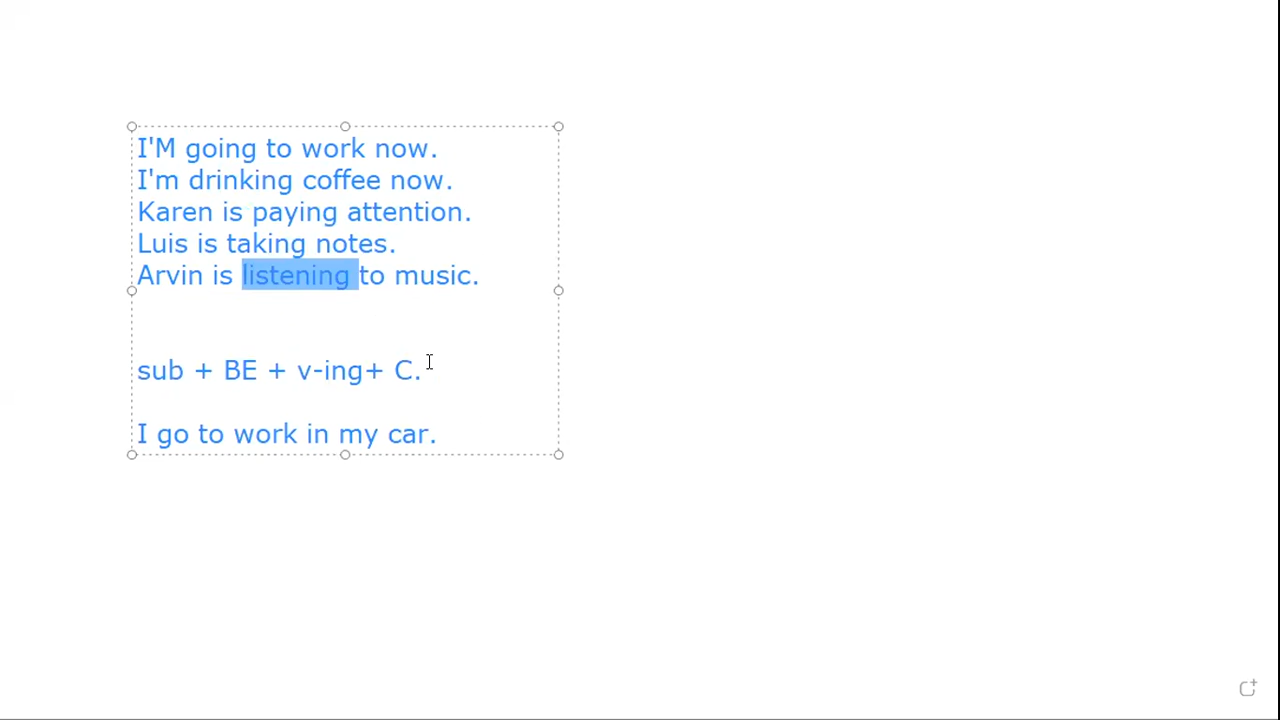 I'M going to work now.
I'm drinking coffee now.
Karen is paying attention.
Luis is taking notes.
Arvin is listening to music.
sub + BE + v-ing+ C.
I go to work in my car.